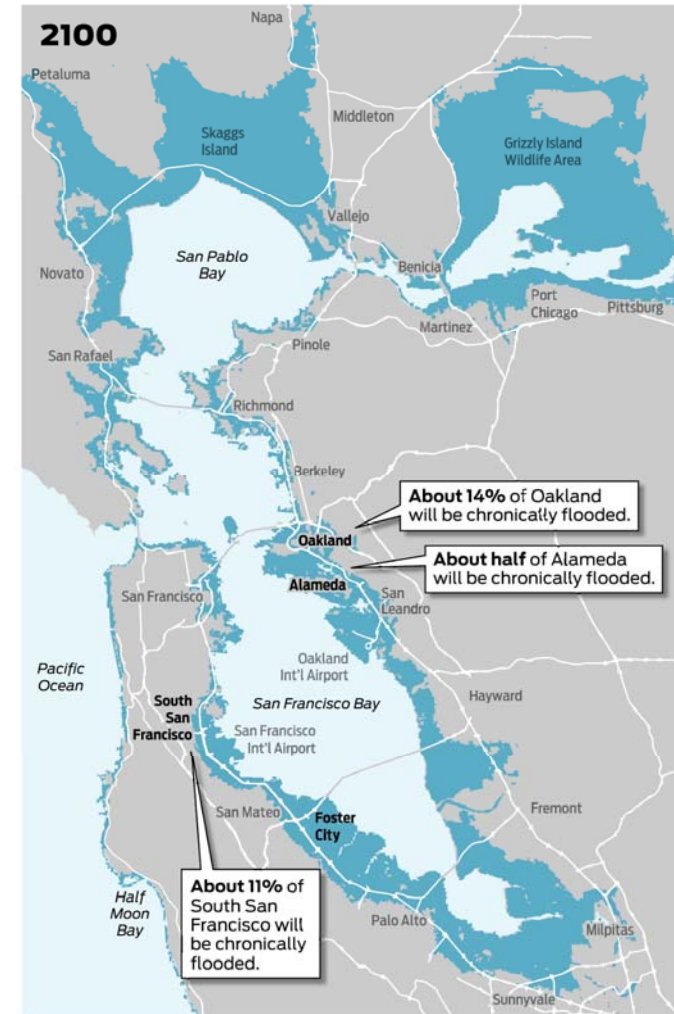 2100
Napa
Petaluma
Middleton
Skaggs
Island
Grizzly Island
Wildlife Area
Vallejo
San Pablo
Bay
Benicia
Novato
Port
Chicago
Pittsburg
Martinez
San Rafael
Pinole
Richmond
Berkeley
About 14% of Oakland
will be chronically flooded.
Oakland
About half of Alameda
will be chronically flooded.
Alameda
San Francisco
San
Leandro
Oakland
Int'l Airport
Pacific
Ocean
San Francisco Bay
Hayward
South
San
Francisco
San Francisco
Int'l Airport
San Mateo
Foster
City
Fremont
About 11% of
South San
Francisco will
be chronically
flooded.
Half
Moon
Bay
Palo Alto
Milpitas
Sunnyvale